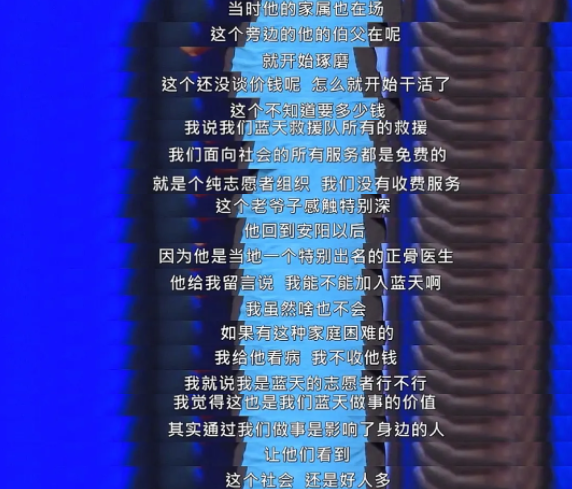 当时他的家属也在场
这个旁边的他的伯父在呢
就开始琢磨
这个还没谈价钱呢 怎么就开始干活了
这个不知道要多少钱
我说我们蓝天救援队所有的救援
我们面向社会的所有服务都是免费的
就是个纯志愿者组织 我们没有收费服务
这个老爷子感触特别深
他回到安阳以后
因为他是当地一个特别出名的正骨医生
他给我留言说 我能不能加入蓝天啊
我虽然啥也不会
如果有这种家庭困难的
我给他看病 我不收他钱
我就说我是蓝天的志愿者行不行
我觉得这也是我们蓝天做事的价值
其实通过我们做事是影响了身边的人
让他们看到
这个社会 还是好人多